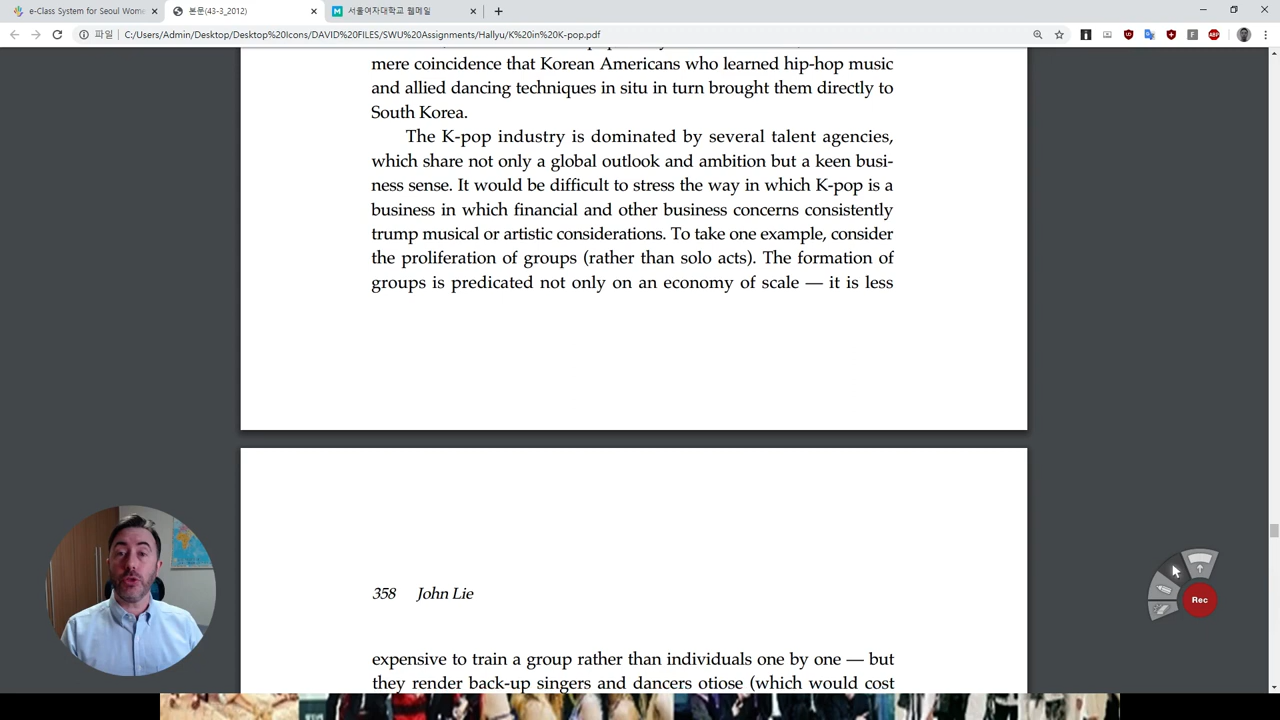 e-Class System for Seoul Wome
본문(43-3_2012)
서울여자대학교 웹메일
파일
C:/Users/Admin/Desktop/Desktop%20Icons/DAVID%20FILES/SWU%20Assignments/Hallyu/K%20in%20K-pop.pdf
mere coincidence that Korean Americans who learned hip-hop music
and allied dancing techniques in situ in turn brought them directly to
South Korea.
The K-pop industry is dominated by several talent agencies,
which share not only a global outlook and ambition but a keen busi-
ness sense. It would be difficult to stress the way in which K-pop is a
business in which financial and other business concerns consistently
trump musical or artistic considerations. To take one example, consider
the proliferation of groups (rather than solo acts). The formation of
groups is predicated not only on an economy of scale — it is less
358 John Lie
expensive to train a group rather than individuals one by one — but
they render back-up singers and dancers otiose (which would cost
Rec